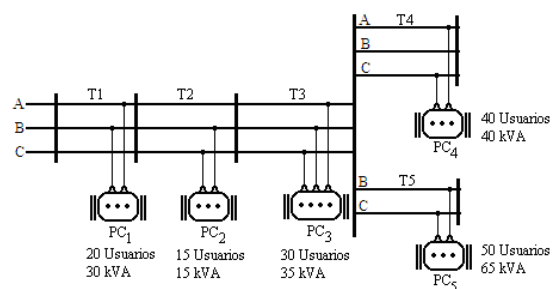 A T4
B
C
T1 T2 T3
A
B
C
40 Usuarios
40 kVA
PC4
B T5
C
PC1 PC2 PC3
20 Usuarios 15 Usuarios 30 Usuarios
30 kVA 15 kVA 35 kVA
50 Usuarios
65 kVA
PC5